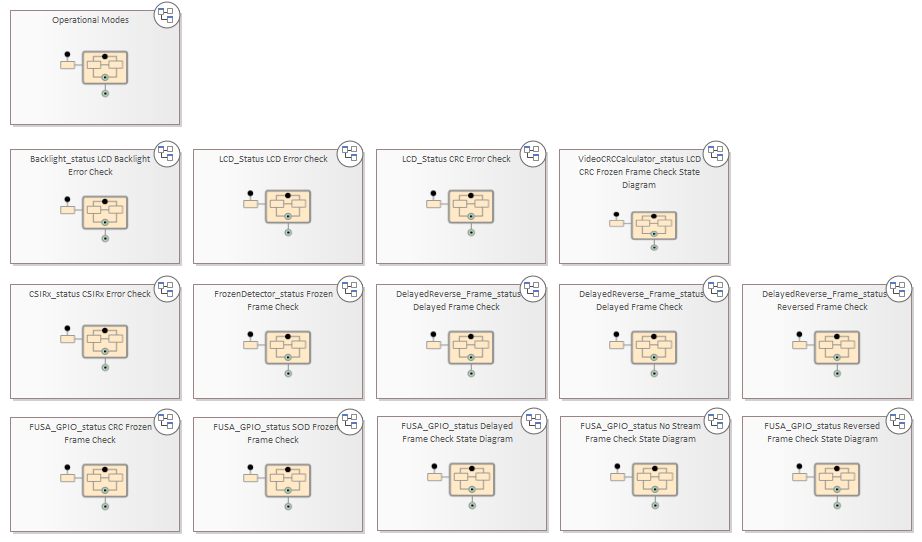 Operational Modes
Backlight_status LCD Backlight
Error Check
LCD_Status LCD Error Check
LCD_Status CRC Error Check
VideoCRCCalculator_status LCD
CRC Frozen Frame Check State
Diagram
CSIRx_status CSIRx Error Check
FrozenDetector_status Frozen
Frame Check
DelayedReverse_Frame_status
Delayed Frame Check
DelayedReverse_Frame_status
Delayed Frame Check
DelayedReverse_Frame_status
Reversed Frame Check
FUSA_GPIO_status CRC Frozen
Frame Check
FUSA_GPIO_status SOD Frozen
Frame Check
FUSA_GPIO_status Delayed
Frame Check State Diagram
FUSA_GPIO_status No Stream
Frame Check State Diagram
FUSA_GPIO_status Reversed
Frame Check State Diagram